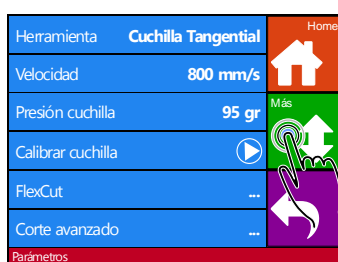 Home
Herramienta Cuchilla Tangential
Velocidad 800 mm/s
Presión cuchilla 95 gr
Más
Calibrar cuchilla
FlexCut ...
Corte avanzado ...
Parámetros